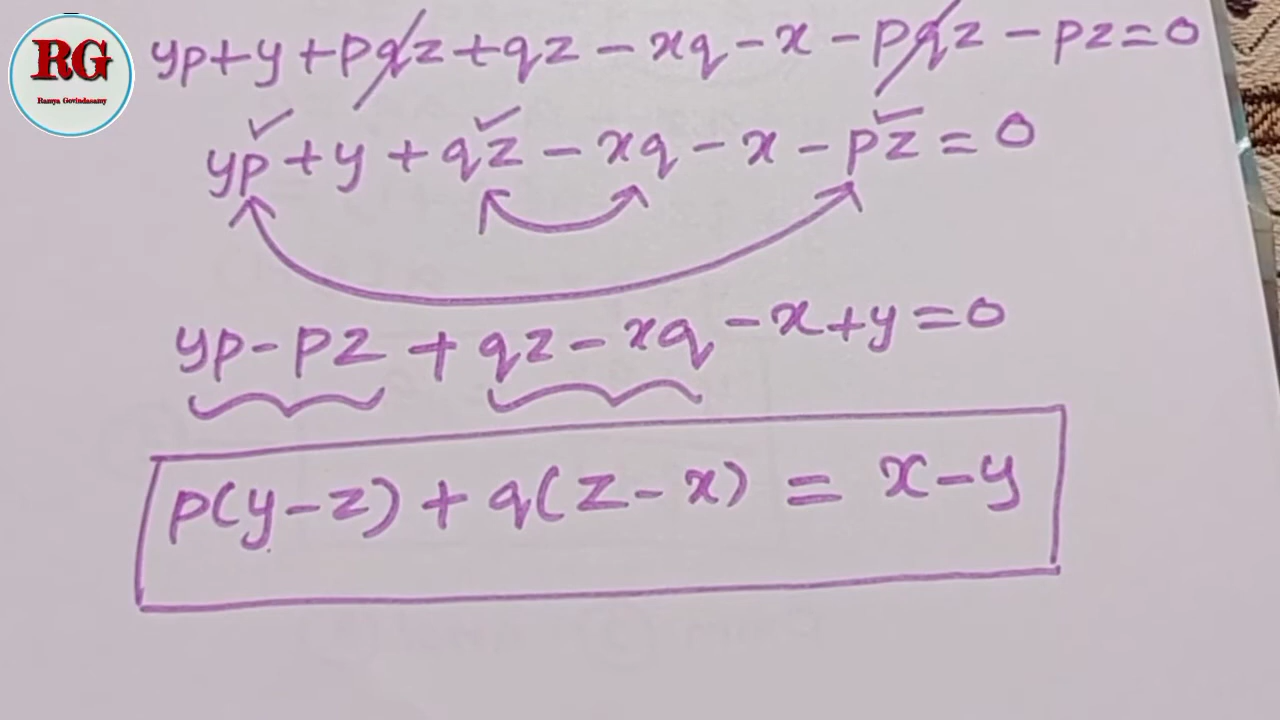 RG
Ramya Govindasamy
yp+y+pqz+qz-xq-x-pqz-pz=0
yp+y+qz-xq-x-pz=0
yp-pz+qz-xq-x+y=0
p(y-z)+q(z-x)=x-y